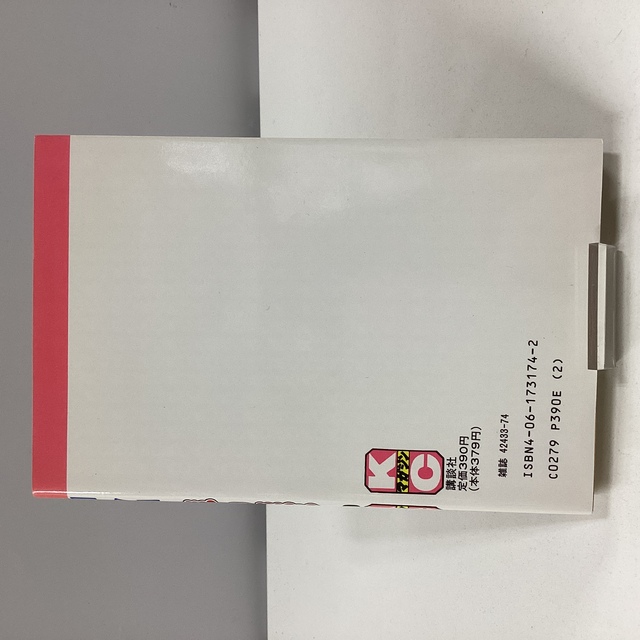 K
マガジン
C
講談社
定価390円
(本体379円)
雑誌 42433-74
ISBN4-06-173174-2
C0279 P390E (2)